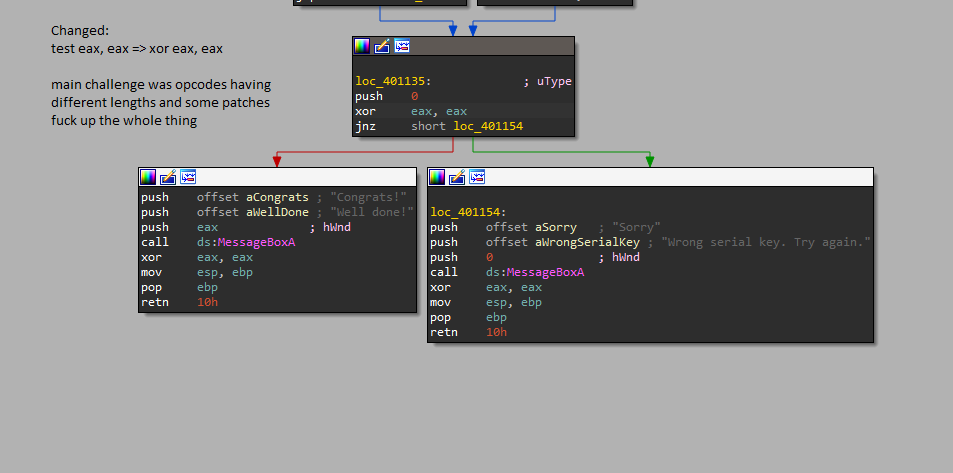 Changed:
test eax, eax => xor eax, eax
main challenge was opcodes having
different lengths and some patches
fuck up the whole thing
loc_401135: ; uType
push 0
xor eax, eax
jnz short loc_401154
push offset aCongrats ; "Congrats!"
push offset aWellDone ; "Well done!"
push eax ; hWnd
call ds:MessageBoxA
xor eax, eax
mov esp, ebp
pop ebp
retn 10h
loc_401154:
push offset aSorry ; "Sorry"
push offset aWrongSerialKey ; "Wrong serial key. Try again."
push 0 ; hWnd
call ds:MessageBoxA
xor eax, eax
mov esp, ebp
pop ebp
retn 10h